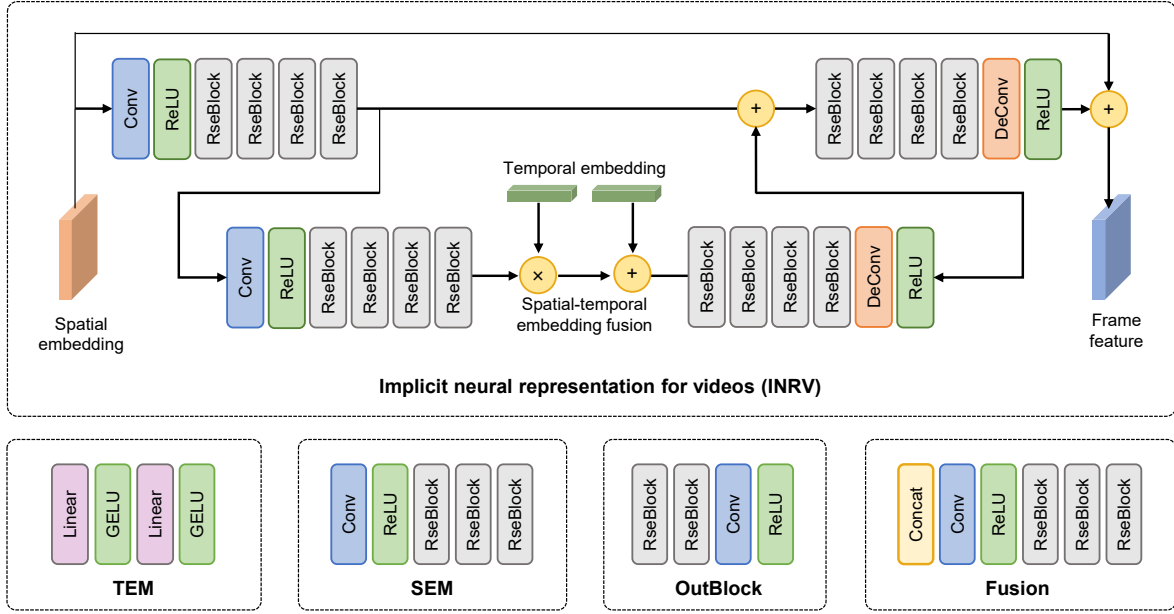 Conv
ReLU
RseBlock
RseBlock
RseBlock
RseBlock
+
RseBlock
RseBlock
RseBlock
RseBlock
DeConv
ReLU
+
Temporal embedding
Conv
ReLU
RseBlock
RseBlock
RseBlock
RseBlock
×
+
RseBlock
RseBlock
RseBlock
RseBlock
DeConv
ReLU
Spatial-temporal
embedding fusion
Spatial
embedding
Frame
feature
Implicit neural representation for videos (INRV)
Linear
GELU
Linear
GELU
TEM
Conv
ReLU
RseBlock
RseBlock
RseBlock
SEM
RseBlock
RseBlock
Conv
ReLU
OutBlock
Concat
Conv
ReLU
RseBlock
RseBlock
RseBlock
Fusion